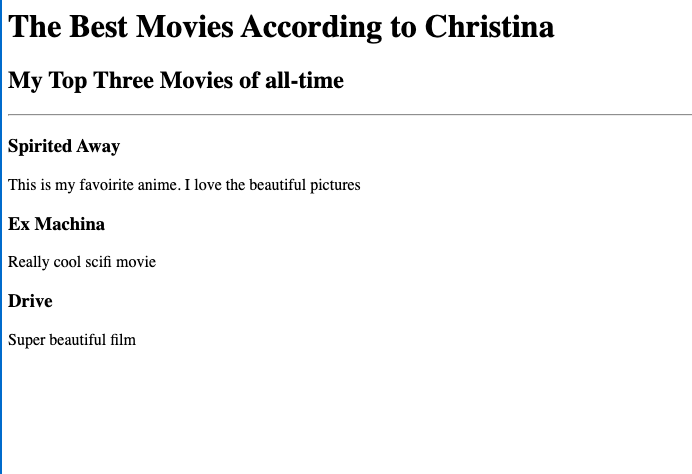 The Best Movies According to Christina
My Top Three Movies of all-time
Spirited Away
This is my favoirite anime. I love the beautiful pictures
Ex Machina
Really cool scifi movie
Drive
Super beautiful film